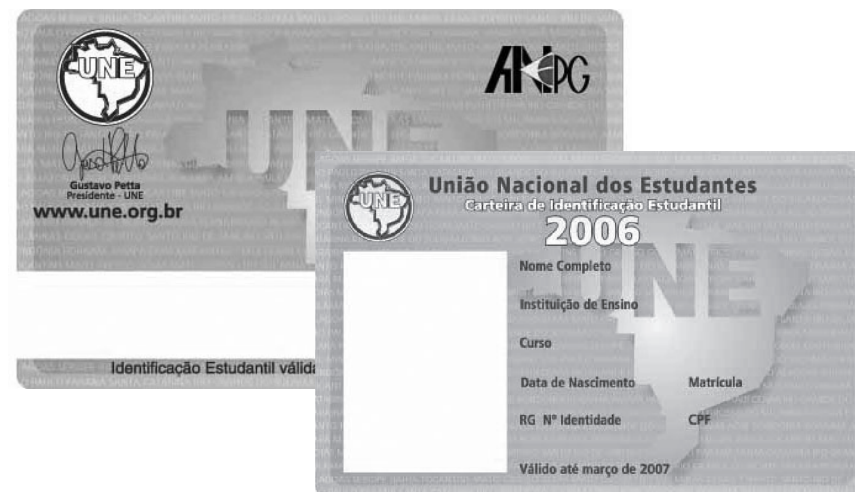 UNE
ANPG
UNE
Gustavo Petta
Presidente - UNE
www.une.org.br
Identificação Estudantil válida
UNE
União Nacional dos Estudantes
Carteira de Identificação Estudantil
2006
UNE
Nome Completo
Instituição de Ensino
Curso
Data de Nascimento Matrícula
RG Nº Identidade CPF
Válido até março de 2007